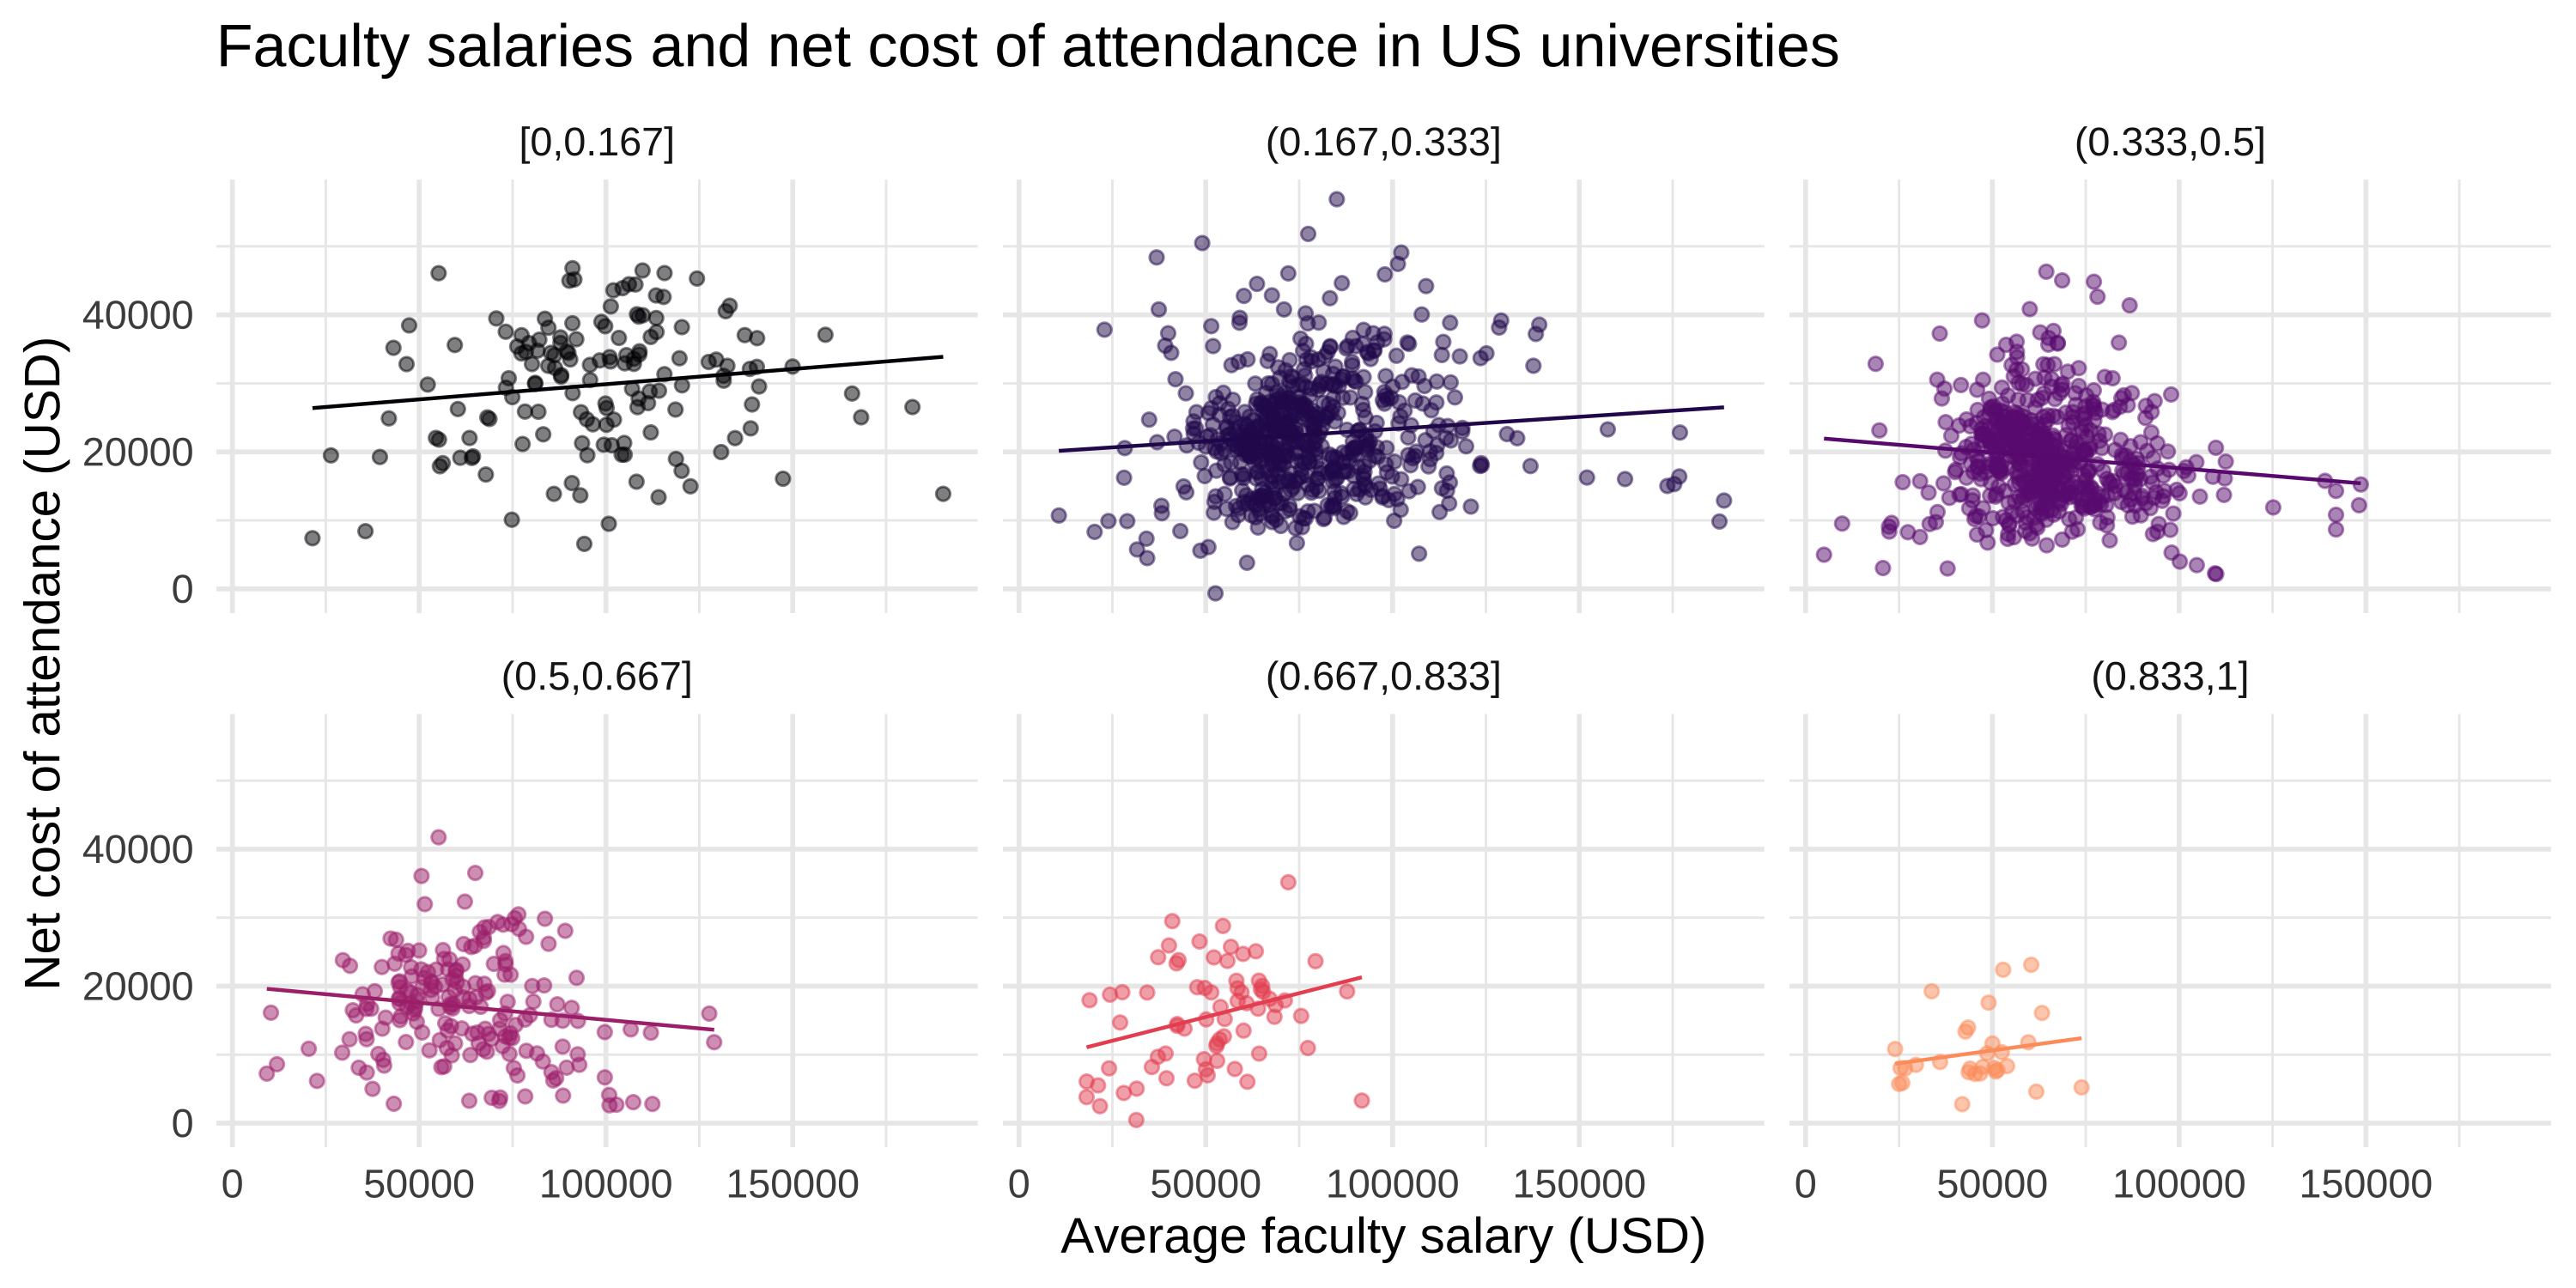 Faculty salaries and net cost of attendance in US universities
[0,0.167]
(0.167,0.333]
(0.333,0.5]
40000
20000
0
(0.5,0.667]
(0.667,0.833]
(0.833,1]
40000
20000
0
0 50000 100000 150000
0 50000 100000 150000
0 50000 100000 150000
Average faculty salary (USD)
Net cost of attendance (USD)